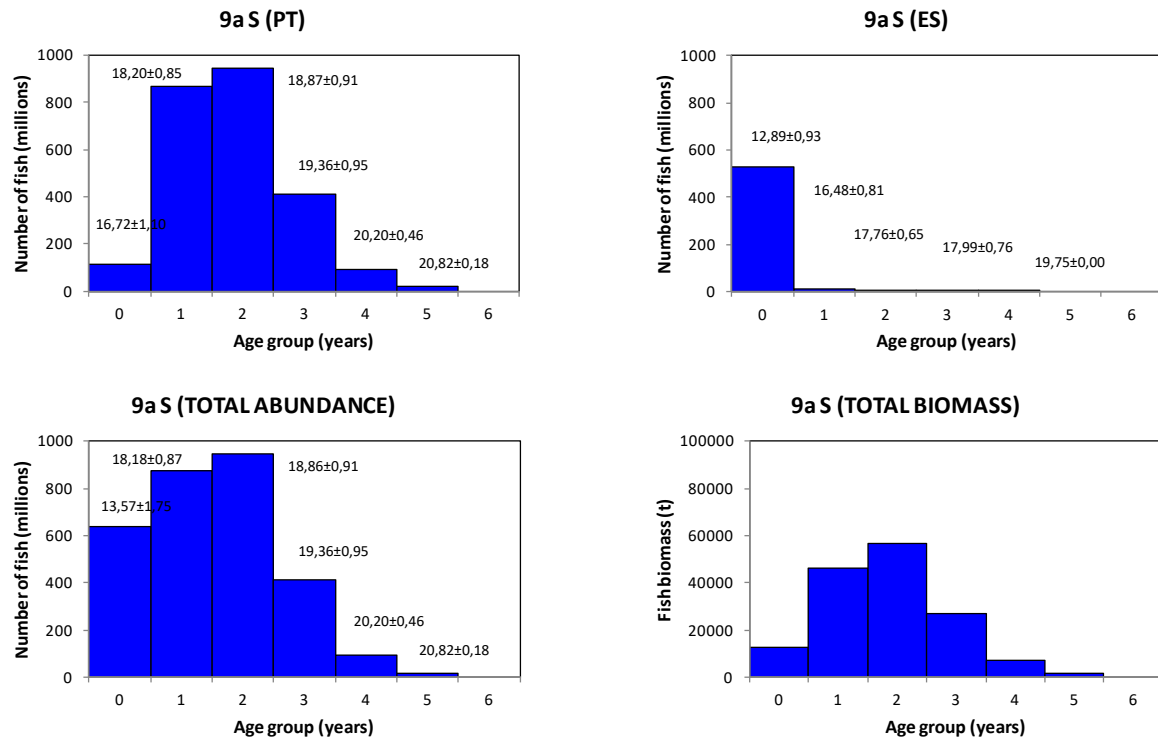 9a S (PT)
Number of fish (millions)
1000
800
600
400
200
0
16,72±1,10
18,20±0,85
18,87±0,91
19,36±0,95
20,20±0,46
20,82±0,18
0 1 2 3 4 5 6
Age group (years)
9a S (ES)
Number of fish (millions)
1000
800
600
400
200
0
12,89±0,93
16,48±0,81
17,76±0,65
17,99±0,76
19,75±0,00
0 1 2 3 4 5 6
Age group (years)
9a S (TOTAL ABUNDANCE)
Number of fish (millions)
1000
800
600
400
200
0
13,57±1,75
18,18±0,87
18,86±0,91
19,36±0,95
20,20±0,46
20,82±0,18
0 1 2 3 4 5 6
Age group (years)
9a S (TOTAL BIOMASS)
Fish biomass (t)
100000
80000
60000
40000
20000
0
0 1 2 3 4 5 6
Age group (years)